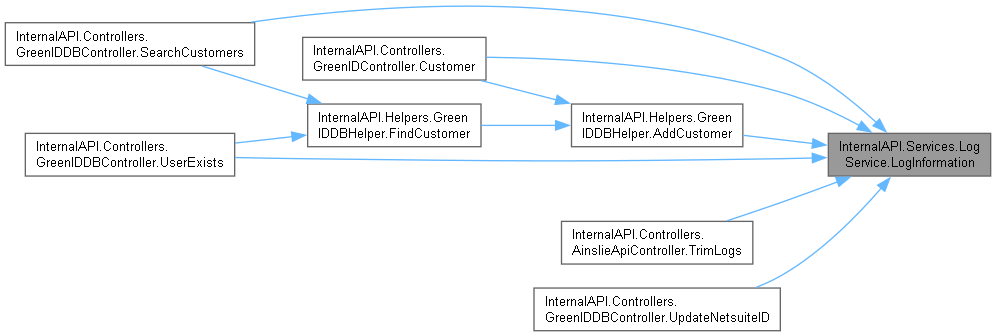 InternalAPI.Controllers.
GreenIDDBController.SearchCustomers
InternalAPI.Controllers.
GreenIDController.Customer
InternalAPI.Helpers.Green
IDDBHelper.FindCustomer
InternalAPI.Helpers.Green
IDDBHelper.AddCustomer
InternalAPI.Controllers.
GreenIDDBController.UserExists
InternalAPI.Services.Log
Service.LogInformation
InternalAPI.Controllers.
AinslieApiController.TrimLogs
InternalAPI.Controllers.
GreenIDDBController.UpdateNetsuiteID